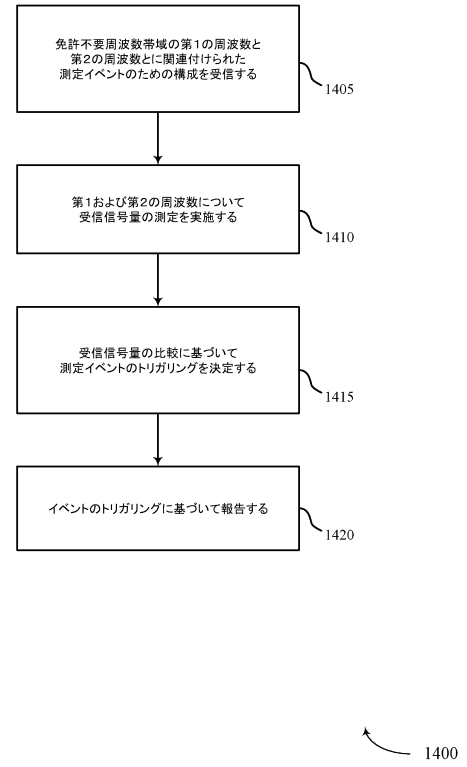 免許不要周波数帯域の第1の周波数と
第2の周波数とに関連付けられた
測定イベントのための構成を受信する
1405
第1および第2の周波数について
受信信号量の測定を実施する
1410
受信信号量の比較に基づいて
測定イベントのトリガリングを決定する
1415
イベントのトリガリングに基づいて報告する
1420
1400